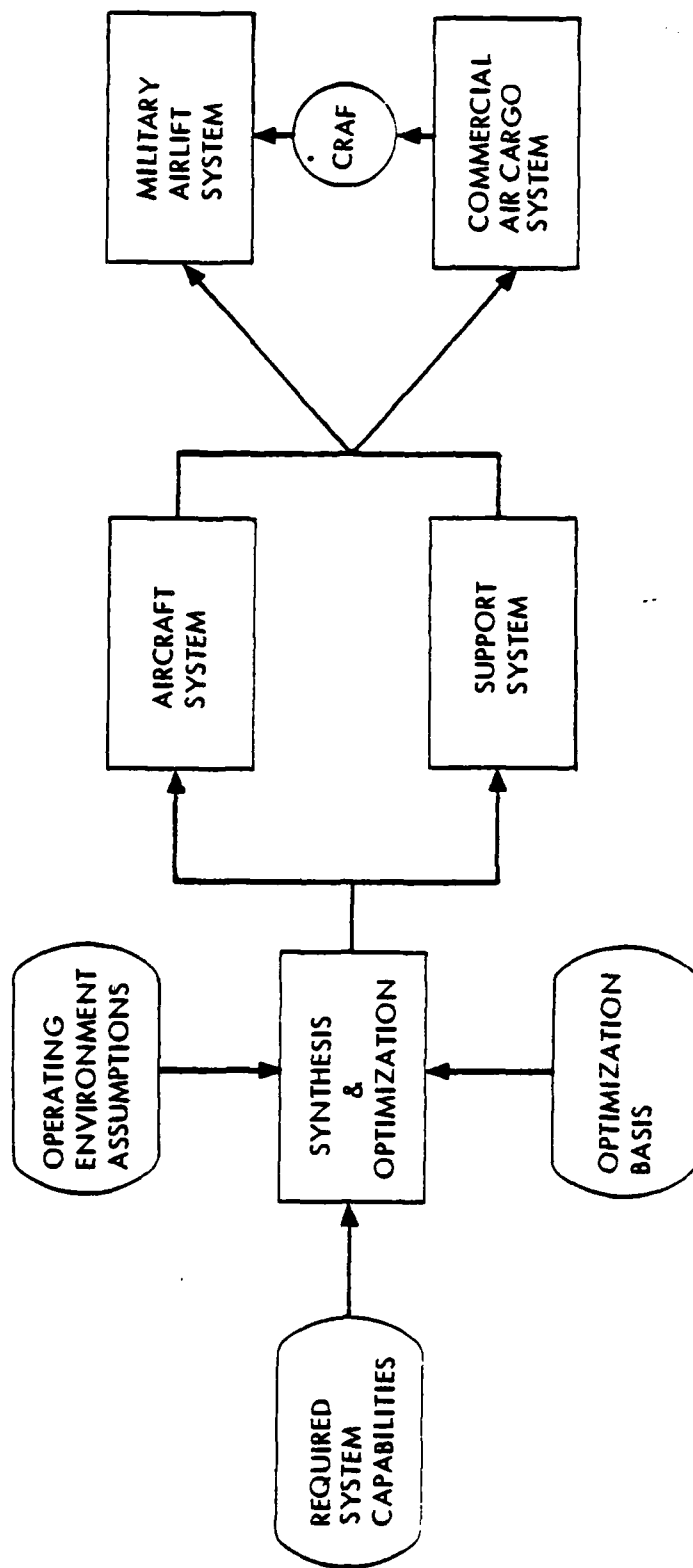 REQUIRED
SYSTEM
CAPABILITIES
OPERATING
ENVIRONMENT
ASSUMPTIONS
SYNTHESIS
&
OPTIMIZATION
OPTIMIZATION
BASIS
AIRCRAFT
SYSTEM
SUPPORT
SYSTEM
MILITARY
AIRLIFT
SYSTEM
CRAF
COMMERCIAL
AIR CARGO
SYSTEM